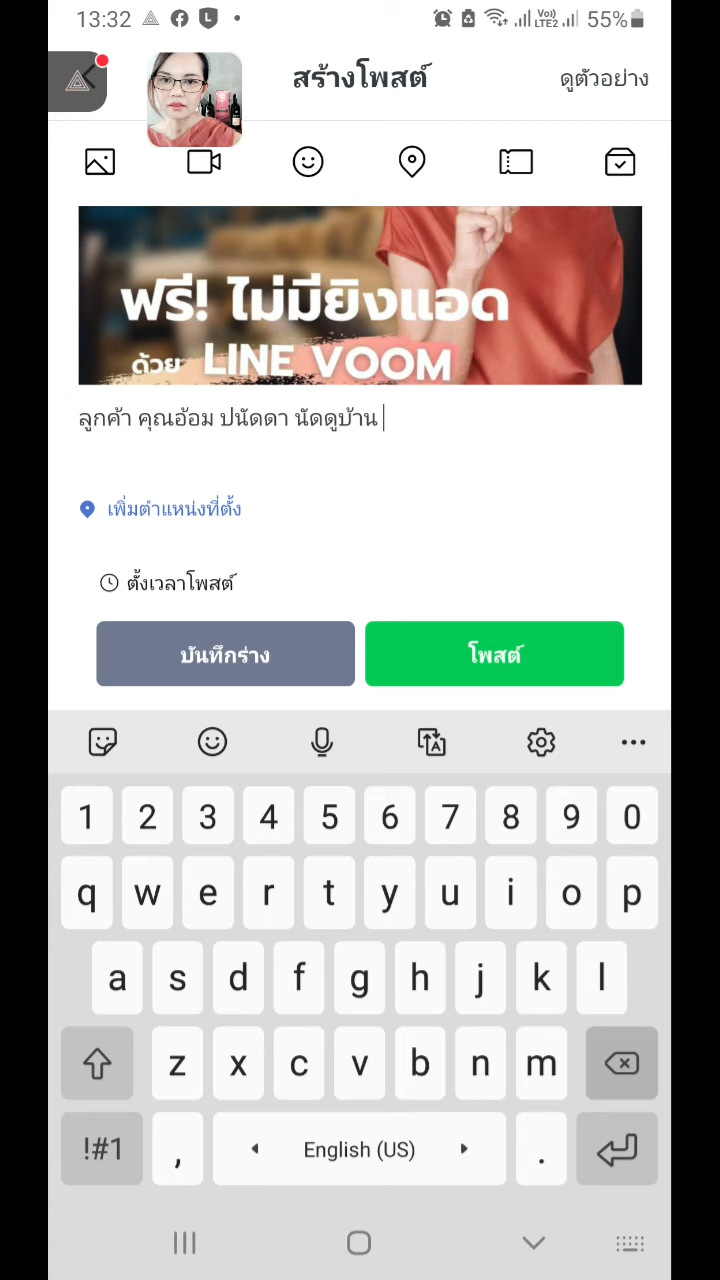 13:32
Vo))
LTE2
55%
สร้างโพสต์
ดูตัวอย่าง
ฟรี! ไม่มียิงแอด
ด้วย LINE VOOM
ลูกค้า คุณอ้อม ปนัดดา นัดดูบ้าน
เพิ่มตำแหน่งที่ตั้ง
ตั้งเวลาโพสต์
บันทึกร่าง
โพสต์
1 2 3 4 5 6 7 8 9 0
q w e r t y u i o p
a s d f g h j k l
z x c v b n m
!#1 , English (US) .